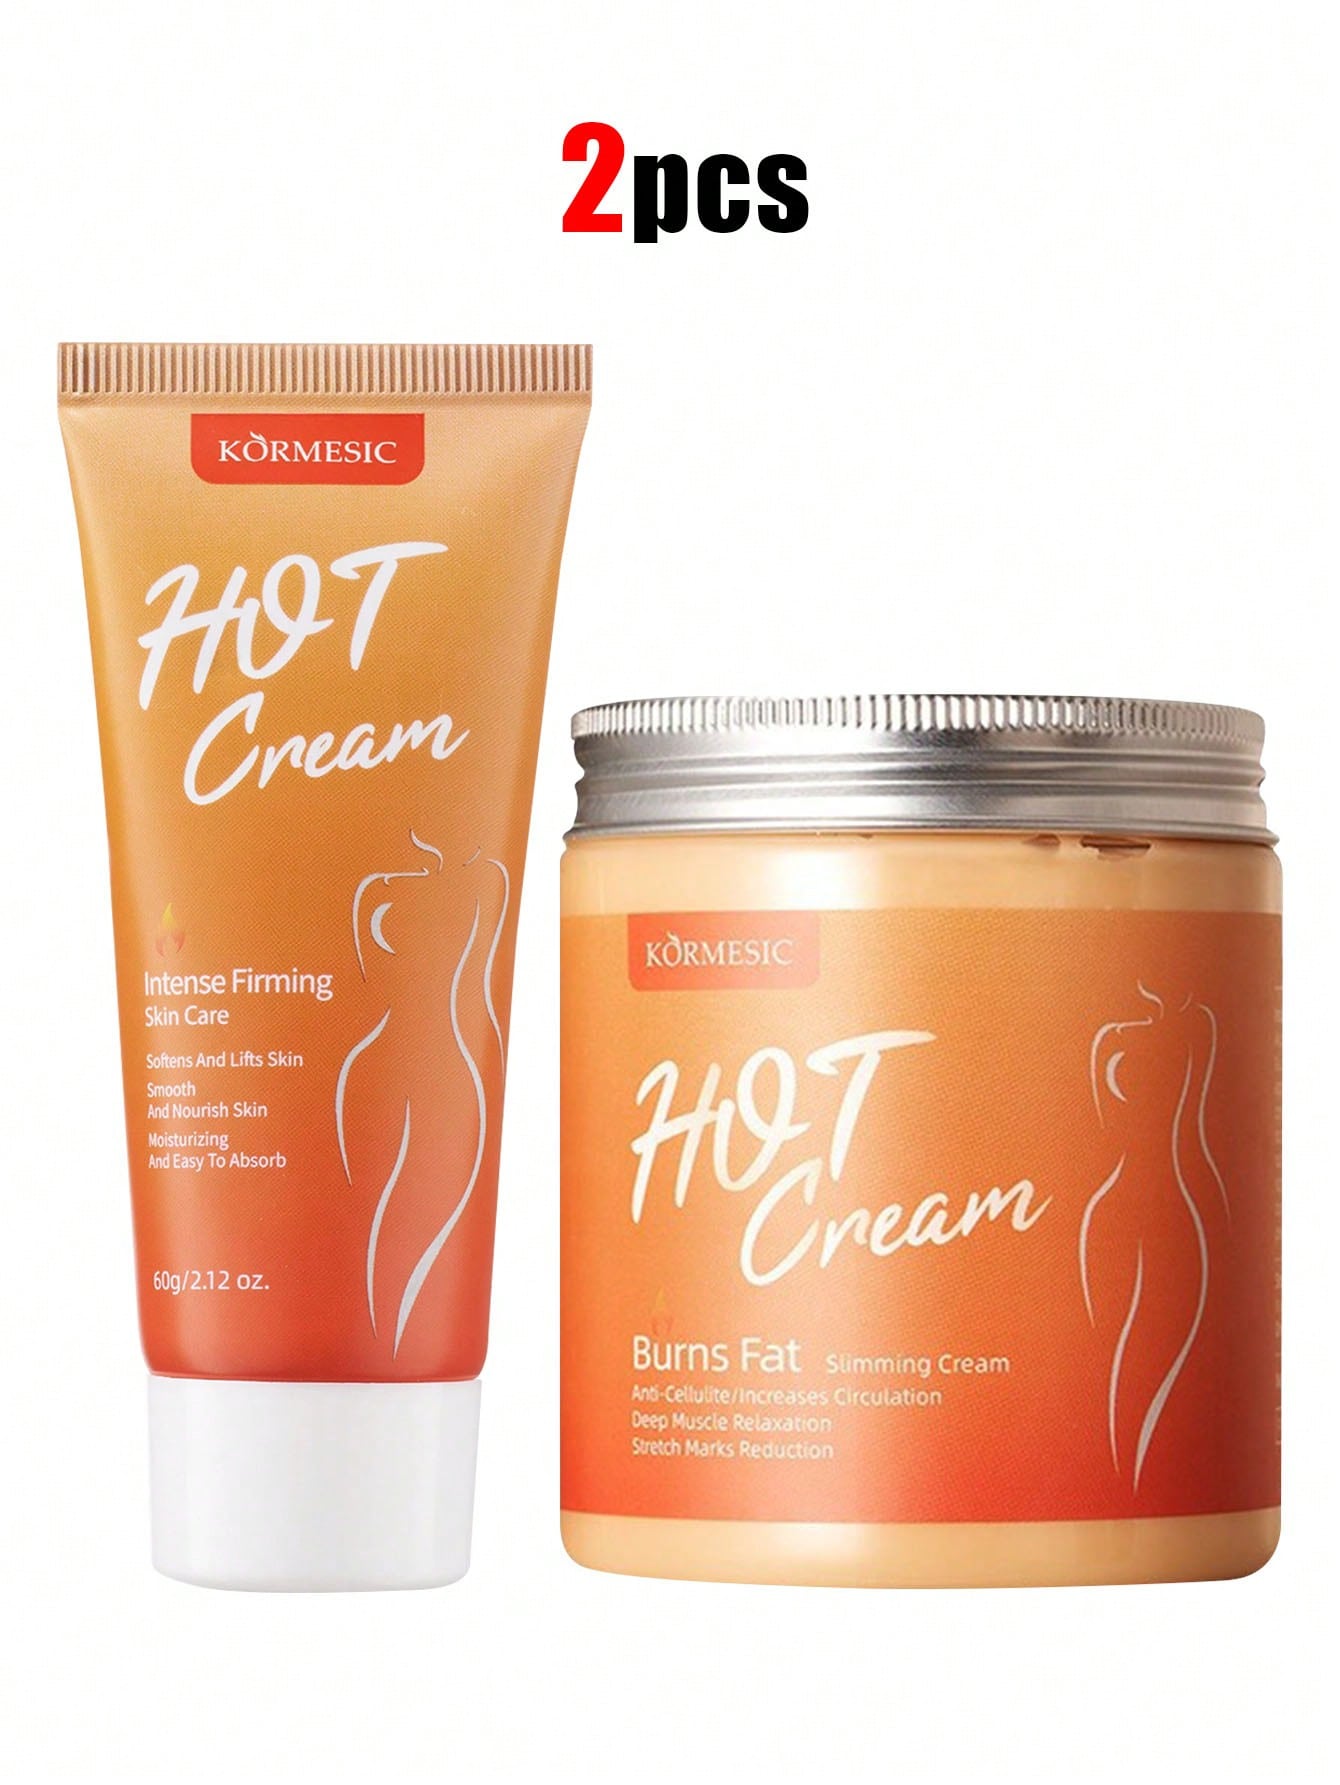 2pcs
KORMESIC
HOT
Cream
Intense Firming
Skin Care
Softens And Lifts Skin
Smooth
And Nourish Skin
Moisturizing
And Easy To Absorb
60g/2.12 oz.
KORMESIC
HOT
Cream
Burns Fat Slimming Cream
Anti-Cellulite/Increases Circulation
Deep Muscle Relaxation
Stretch Marks Reduction